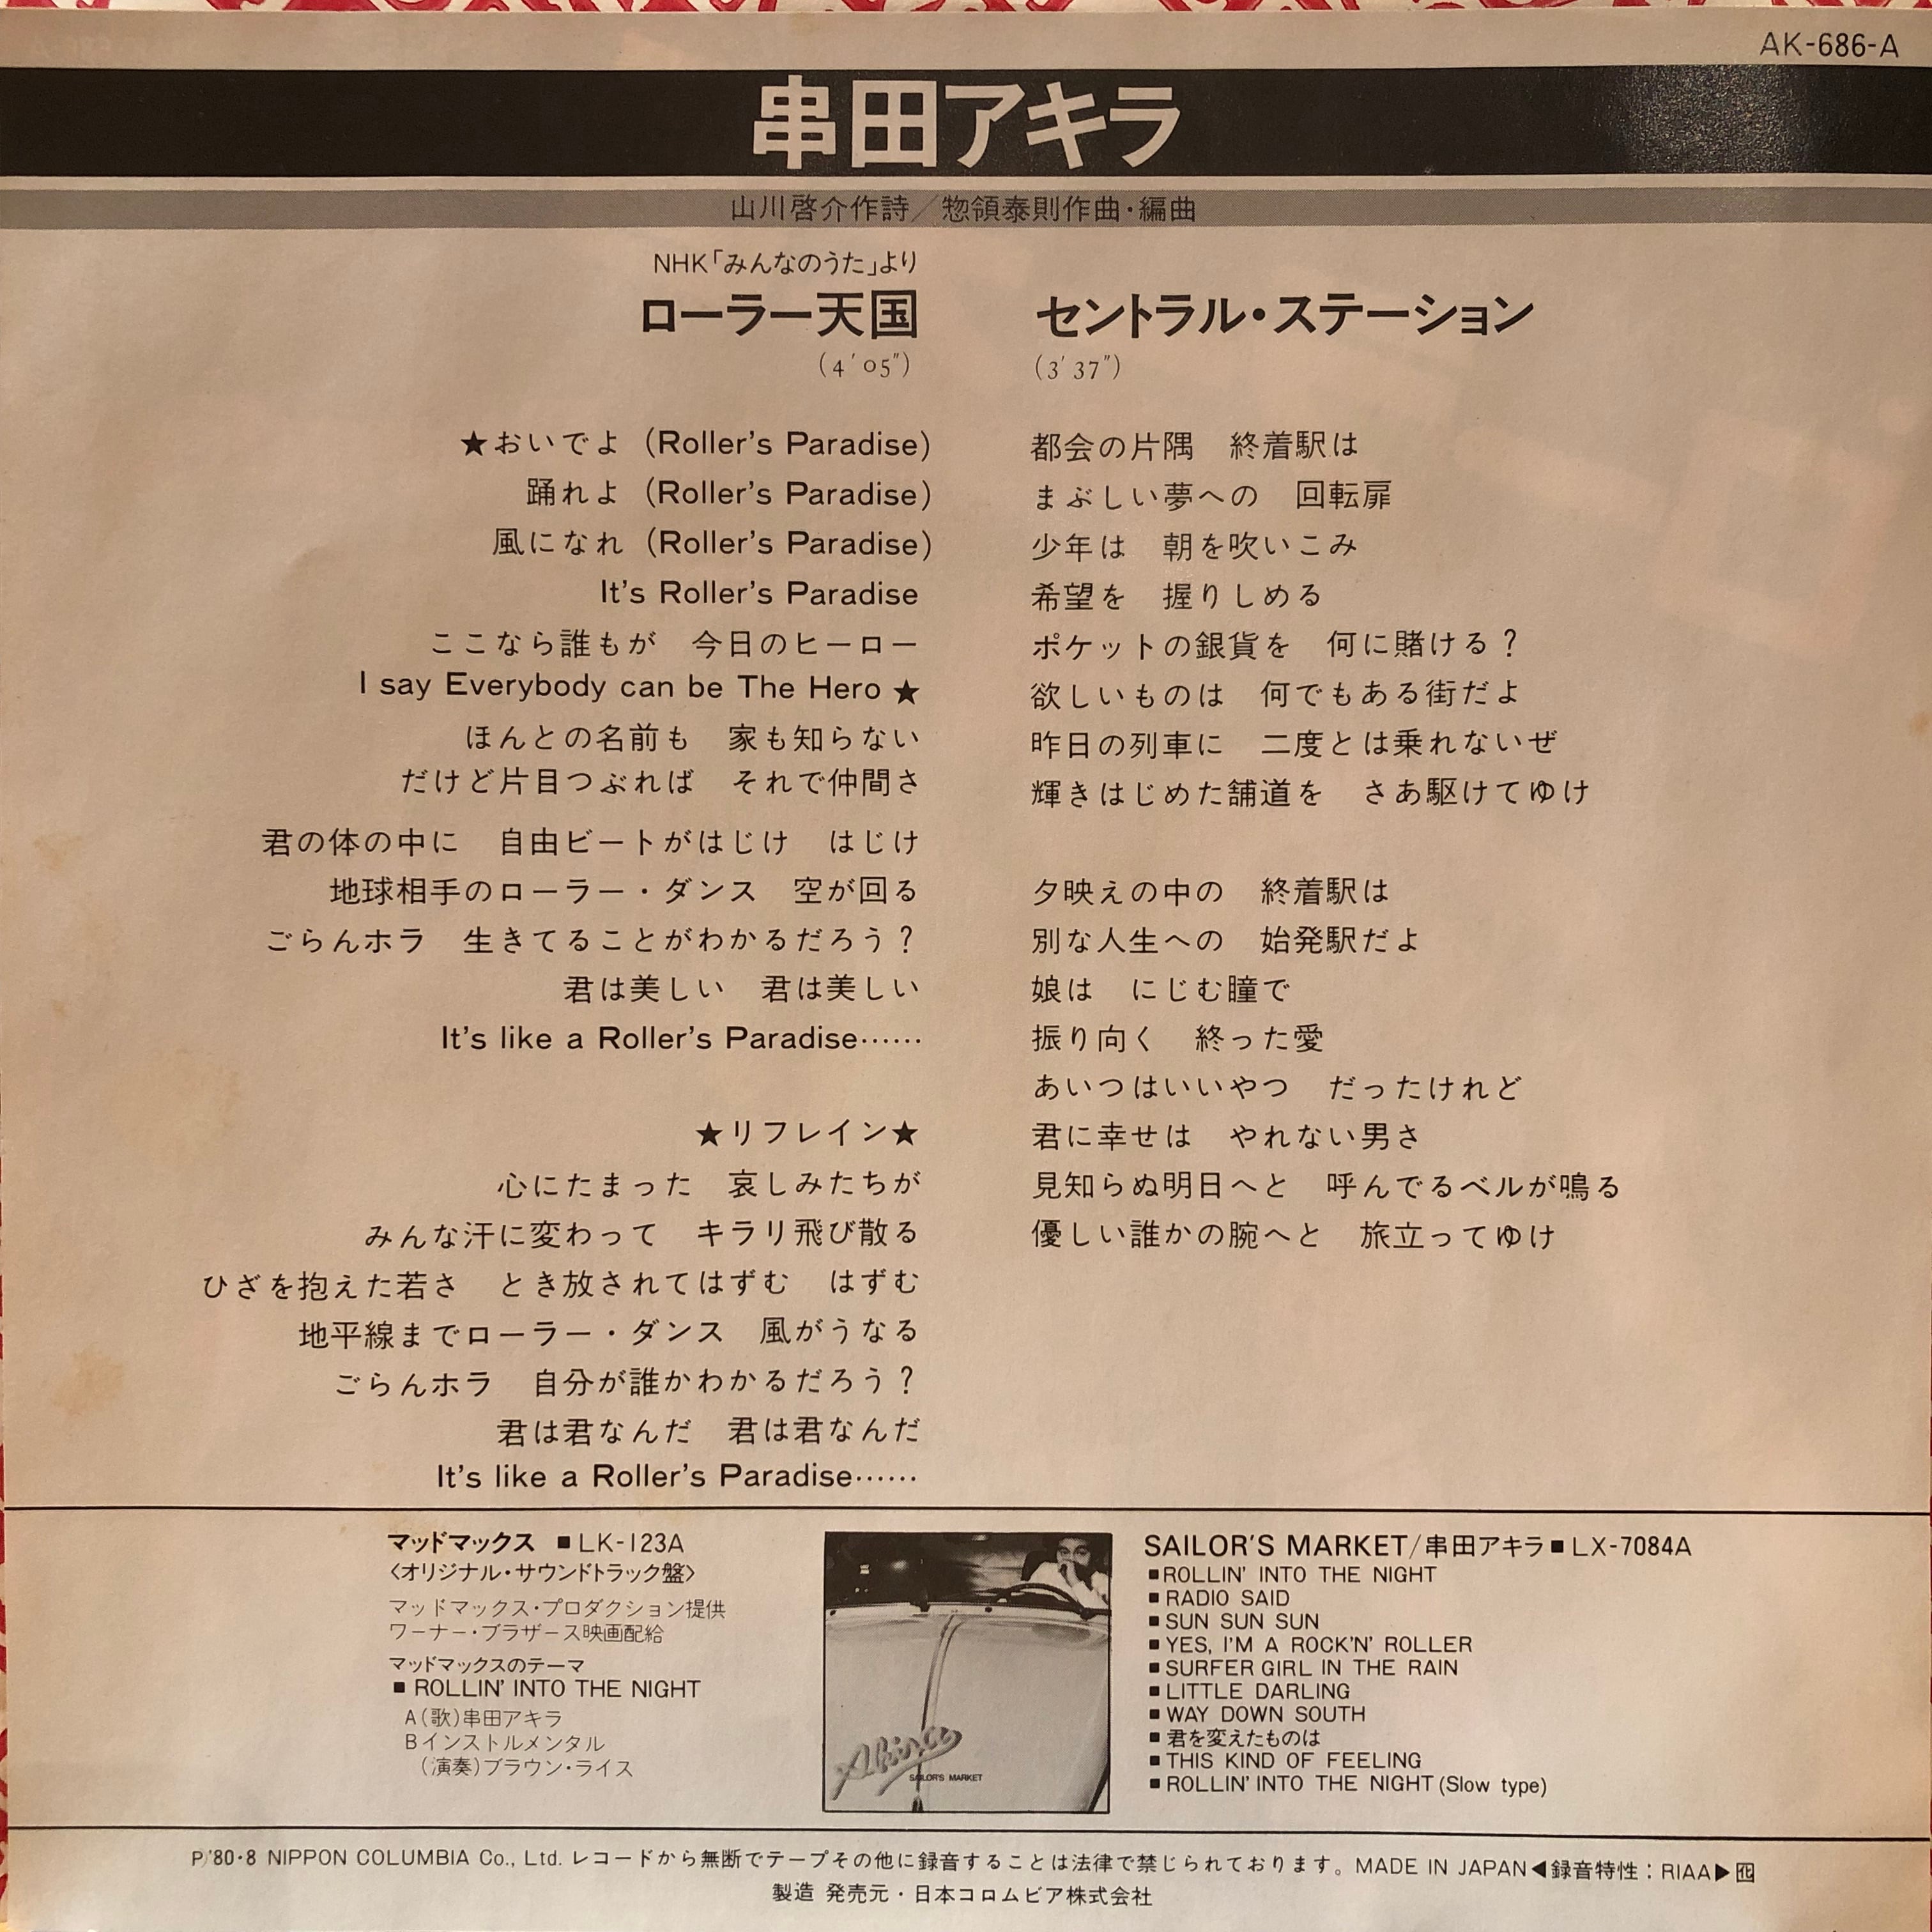 AK-686-A
串田アキラ
山川啓介作詩／惣領泰則作曲・編曲
NHK「みんなのうた」より
ローラー天国
(4′05″)
★おいでよ (Roller's Paradise)
踊れよ (Roller's Paradise)
風になれ (Roller's Paradise)
It's Roller's Paradise
ここなら誰もが　今日のヒーロー
I say Everybody can be The Hero ★
ほんとの名前も　家も知らない
だけど片目つぶれば　それで仲間さ
君の体の中に　自由ビートがはじけ　はじけ
地球相手のローラー・ダンス　空が回る
ごらんホラ　生きてることがわかるだろう？
君は美しい　君は美しい
It's like a Roller's Paradise……
★リフレイン★
心にたまった　哀しみたちが
みんな汗に変わって　キラリ飛び散る
ひざを抱えた若さ　とき放されてはずむ　はずむ
地平線までローラー・ダンス　風がうなる
ごらんホラ　自分が誰かわかるだろう？
君は君なんだ　君は君なんだ
It's like a Roller's Paradise……
セントラル・ステーション
(3′37″)
都会の片隅　終着駅は
まぶしい夢への　回転扉
少年は　朝を吹いこみ
希望を　握りしめる
ポケットの銀貨を　何に賭ける？
欲しいものは　何でもある街だよ
昨日の列車に　二度とは乗れないぜ
輝きはじめた舗道を　さあ駆けてゆけ
夕映えの中の　終着駅は
別な人生への　始発駅だよ
娘は　にじむ瞳で
振り向く　終った愛
あいつはいいやつ　だったけれど
君に幸せは　やれない男さ
見知らぬ明日へと　呼んでるベルが鳴る
優しい誰かの腕へと　旅立ってゆけ
マッドマックス ■LK-123A
〈オリジナル・サウンドトラック盤〉
マッドマックス・プロダクション提供
ワーナー・ブラザース映画配給
マッドマックスのテーマ
■ ROLLIN' INTO THE NIGHT
A(歌)串田アキラ
Bインストルメンタル
(演奏)ブラウン・ライス
Akira
SAILOR'S MARKET
SAILOR'S MARKET/串田アキラ■LX-7084A
■ROLLIN' INTO THE NIGHT
■RADIO SAID
■SUN SUN SUN
■YES, I'M A ROCK'N' ROLLER
■SURFER GIRL IN THE RAIN
■LITTLE DARLING
■WAY DOWN SOUTH
■君を変えたものは
■THIS KIND OF FEELING
■ROLLIN' INTO THE NIGHT (Slow type)
P)'80・8 NIPPON COLUMBIA Co., Ltd. レコードから無断でテープその他に録音することは法律で禁じられております。MADE IN JAPAN◀録音特性：RIAA▶
製造 発売元・日本コロムビア株式会社